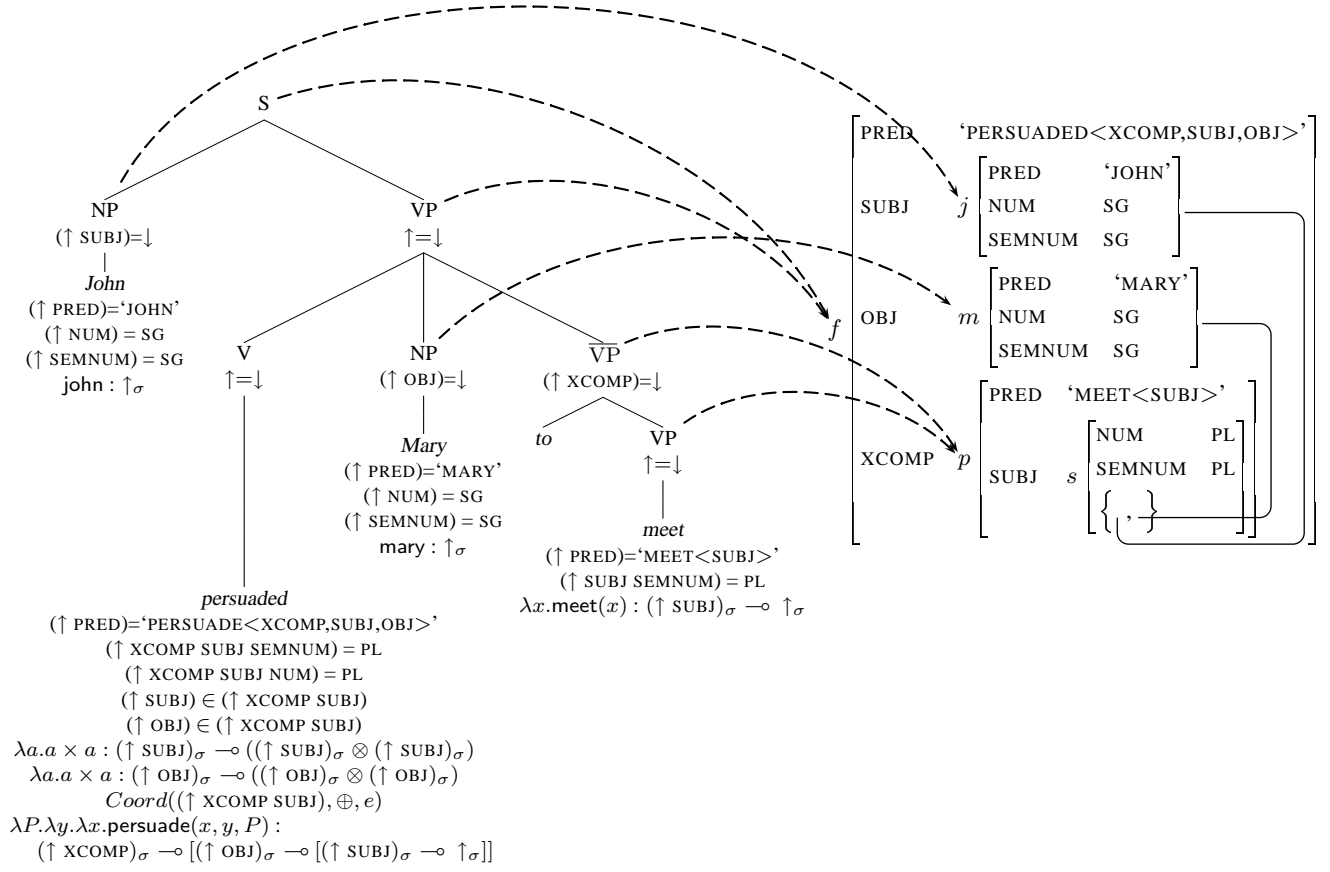 S
NP
(↑ SUBJ)=↓
John
(↑ PRED)=‘JOHN’
(↑ NUM) = SG
(↑ SEMNUM) = SG
john : ↑σ
VP
↑=↓
V
↑=↓
persuaded
(↑ PRED)=‘PERSUADE<XCOMP,SUBJ,OBJ>’
(↑ XCOMP SUBJ SEMNUM) = PL
(↑ XCOMP SUBJ NUM) = PL
(↑ SUBJ) ∈ (↑ XCOMP SUBJ)
(↑ OBJ) ∈ (↑ XCOMP SUBJ)
λa.a × a : (↑ SUBJ)σ ⊸ ((↑ SUBJ)σ ⊗ (↑ SUBJ)σ)
λa.a × a : (↑ OBJ)σ ⊸ ((↑ OBJ)σ ⊗ (↑ OBJ)σ)
Coord((↑ XCOMP SUBJ), ⊕, e)
λP.λy.λx.persuade(x, y, P) :
(↑ XCOMP)σ ⊸ [(↑ OBJ)σ ⊸ [(↑ SUBJ)σ ⊸ ↑σ]]
NP
(↑ OBJ)=↓
Mary
(↑ PRED)=‘MARY’
(↑ NUM) = SG
(↑ SEMNUM) = SG
mary : ↑σ
V̅P̅
(↑ XCOMP)=↓
to
VP
↑=↓
meet
(↑ PRED)=‘MEET<SUBJ>’
(↑ SUBJ SEMNUM) = PL
λx.meet(x) : (↑ SUBJ)σ ⊸ ↑σ
f
PRED ‘PERSUADED<XCOMP,SUBJ,OBJ>’
SUBJ j
PRED ‘JOHN’
NUM SG
SEMNUM SG
OBJ m
PRED ‘MARY’
NUM SG
SEMNUM SG
XCOMP p
PRED ‘MEET<SUBJ>’
SUBJ s
NUM PL
SEMNUM PL
{ , }